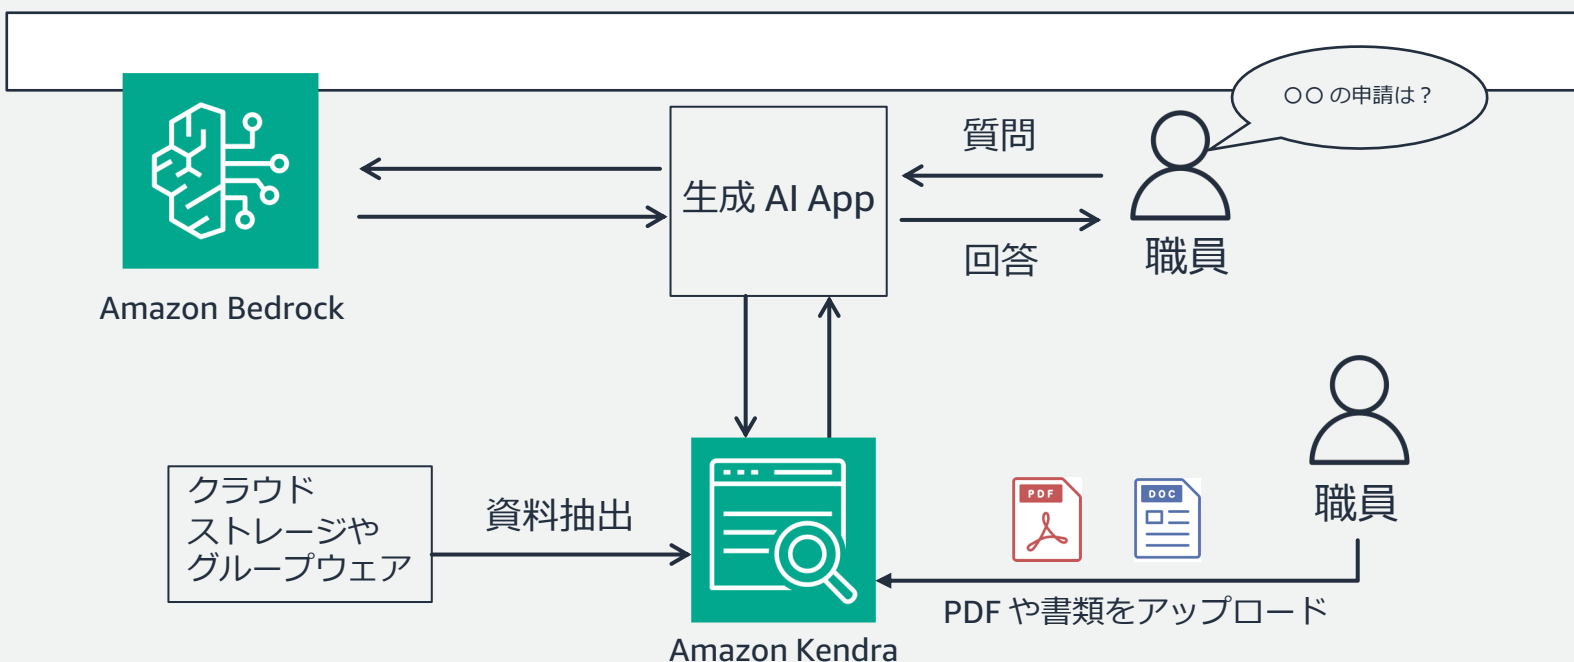 〇〇 の申請は？
質問
生成 AI App
回答
職員
Amazon Bedrock
クラウド
ストレージや
グループウェア
資料抽出
PDF
DOC
職員
PDF や書類をアップロード
Amazon Kendra